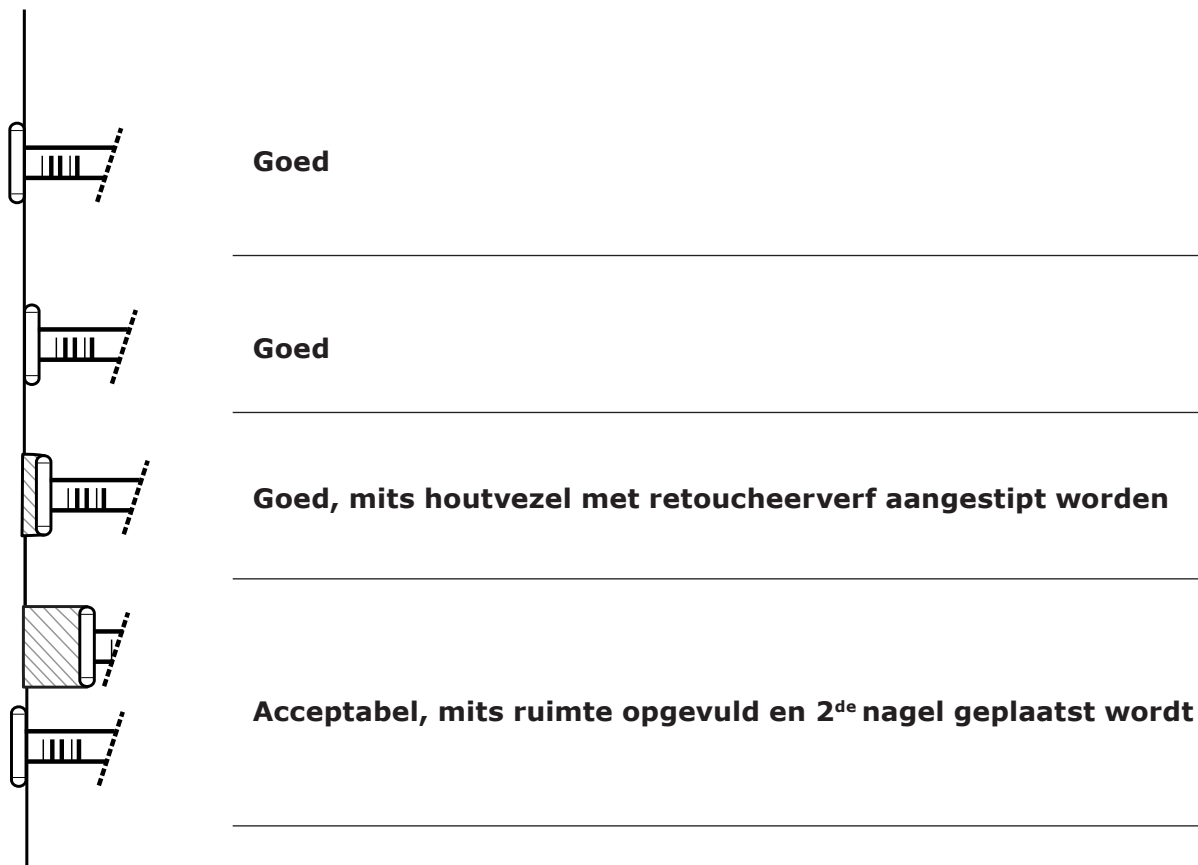 Goed
Goed
Goed, mits houtvezel met retoucheerverf aangestipt worden
Acceptabel, mits ruimte opgevuld en 2de nagel geplaatst wordt